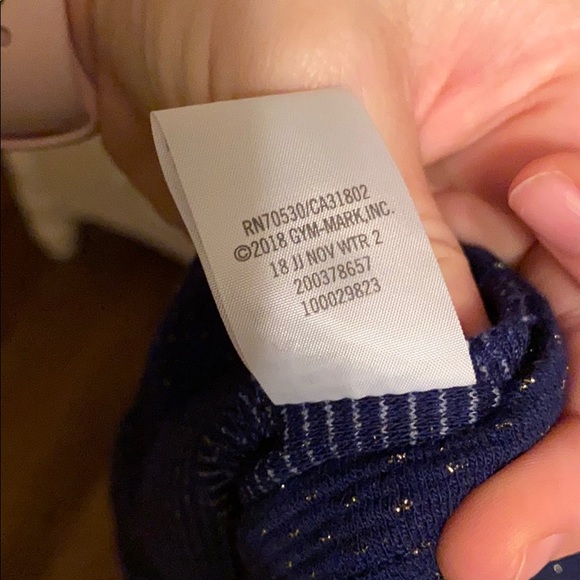 RN70530/CA31802
©2018 GYM-MARK,INC.
18 JJ NOV WTR 2
200378657
100029823